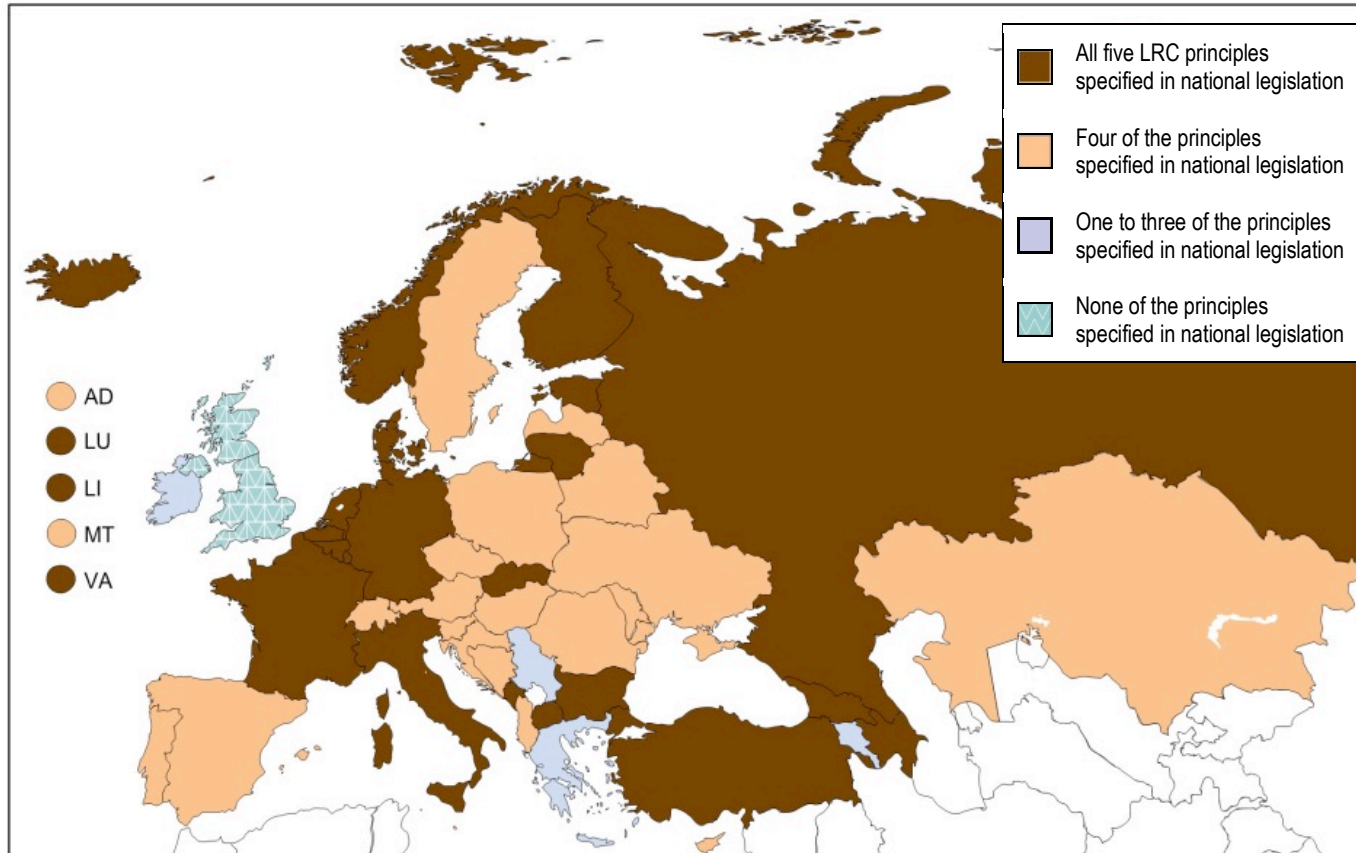 All five LRC principles
specified in national legislation
Four of the principles
specified in national legislation
One to three of the principles
specified in national legislation
None of the principles
specified in national legislation
AD
LU
LI
MT
VA